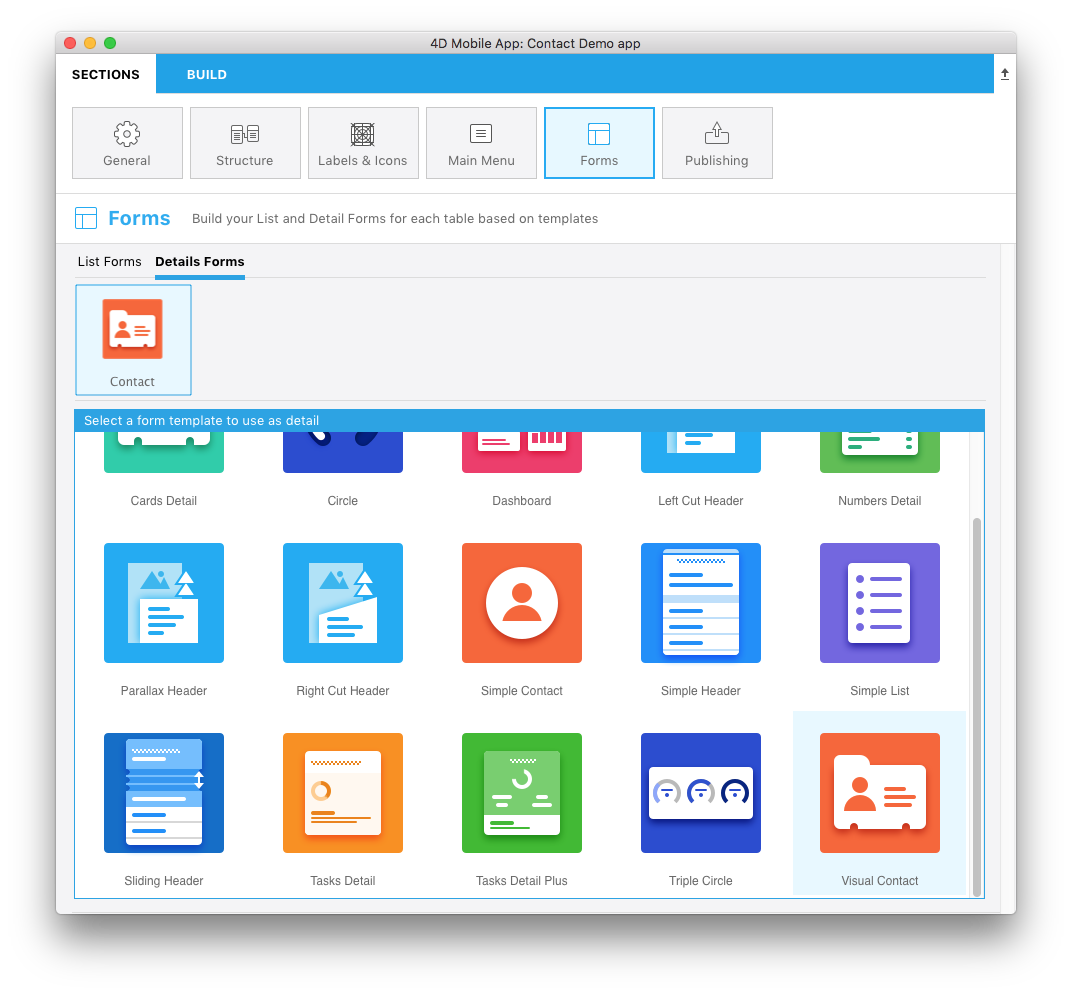 4D Mobile App: Contact Demo app
SECTIONS BUILD
General Structure Labels & Icons Main Menu Forms Publishing
Forms Build your List and Detail Forms for each table based on templates
List Forms Details Forms
Contact
Select a form template to use as detail
Cards Detail Circle Dashboard Left Cut Header Numbers Detail
Parallax Header Right Cut Header Simple Contact Simple Header Simple List
Sliding Header Tasks Detail Tasks Detail Plus Triple Circle Visual Contact